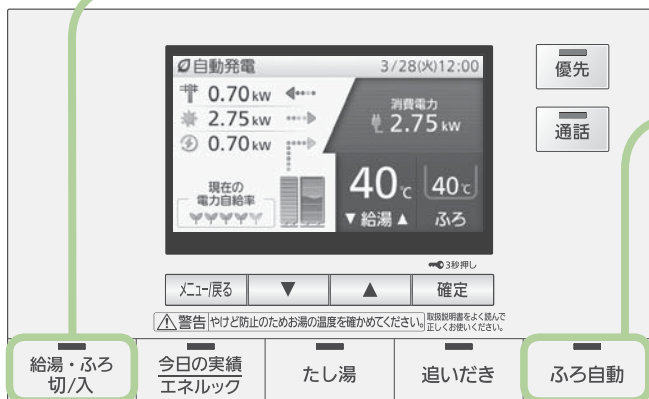 自動発電 3/28(火)12:00
優先
0.70kw
2.75kw
0.70kw
消費電力
2.75kw
通話
現在の
電力自給率
40℃ 40℃
▼給湯▲ ふろ
3秒押し
メニュー/戻る ▼ ▲ 確定
警告 やけど防止のためお湯の温度を確かめてください。 取扱説明書をよく読んで
正しくお使いください。
給湯・ふろ
切/入
今日の実績
エネルック
たし湯
追いだき
ふろ自動